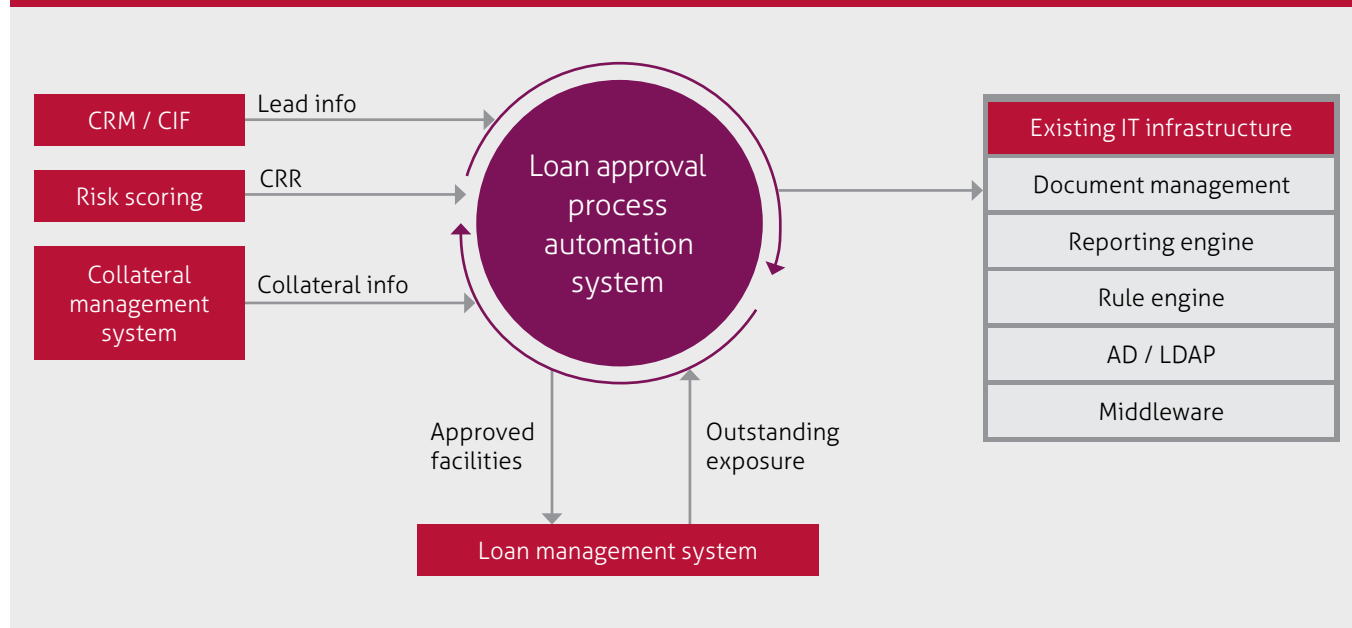 CRM / CIF
Lead info
Risk scoring
CRR
Collateral
management
system
Collateral info
Loan approval
process
automation
system
Existing IT infrastructure
Document management
Reporting engine
Rule engine
AD / LDAP
Middleware
Approved
facilities
Outstanding
exposure
Loan management system